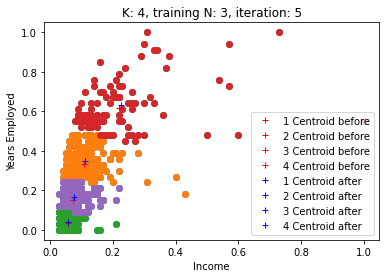 K: 4, training N: 3, iteration: 5
1.0
0.8
0.6
0.4
0.2
0.0
Years Employed
1 Centroid before
2 Centroid before
3 Centroid before
4 Centroid before
1 Centroid after
2 Centroid after
3 Centroid after
4 Centroid after
0.0 0.2 0.4 0.6 0.8 1.0
Income